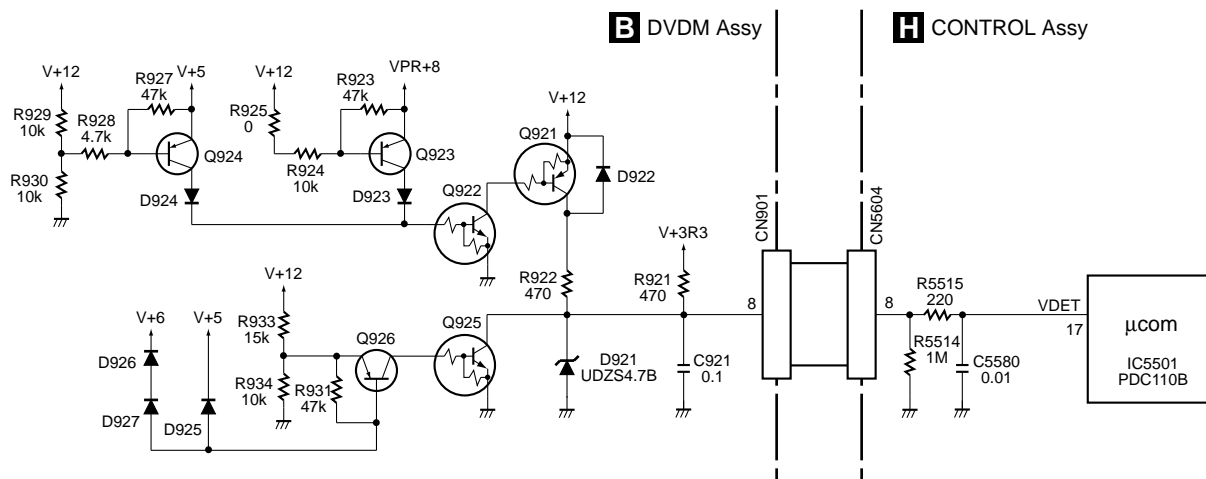 B DVDM Assy
H CONTROL Assy
V+12
R927
47k
V+5
V+12
R923
47k
VPR+8
V+12
R929
10k
R928
4.7k
R925
0
Q921
Q924
Q923
R930
10k
R924
10k
D924
D923
Q922
D922
CN901
CN5604
V+12
V+3R3
R922
470
R921
470
8
8
R5515
220
VDET
17
µcom
IC5501
PDC110B
V+6
V+5
R933
15k
Q926
Q925
D926
D927
D925
R934
10k
R931
47k
D921
UDZS4.7B
C921
0.1
R5514
1M
C5580
0.01